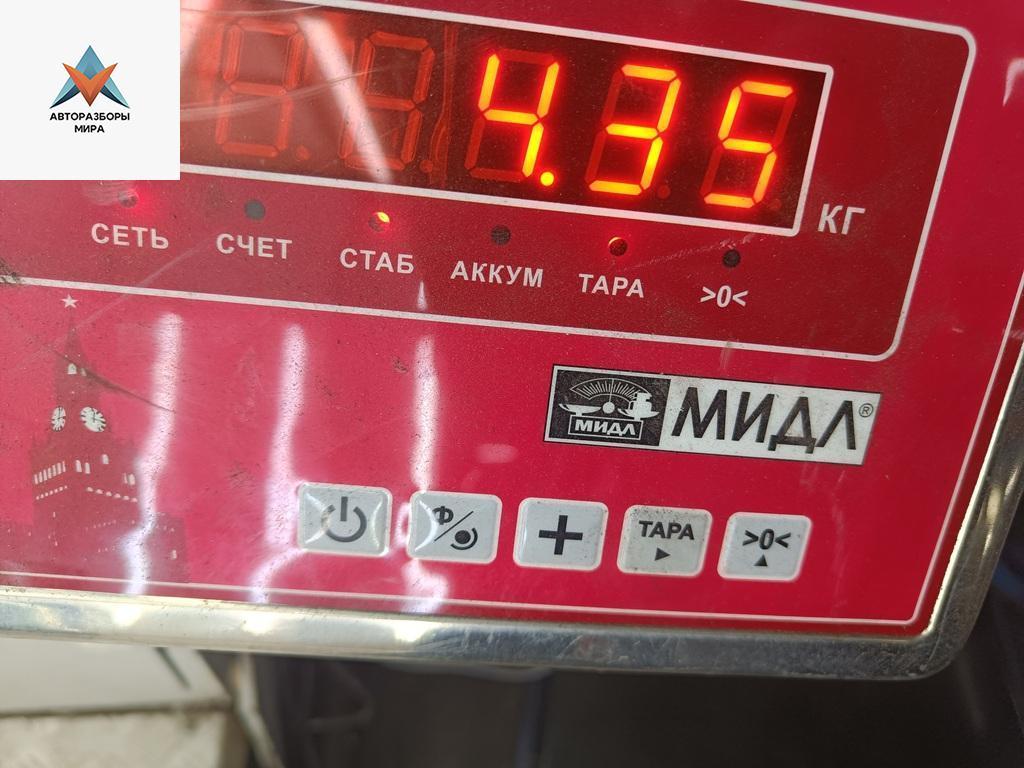 АВТОРАЗБОРЫ
МИРА
4.35
КГ
СЕТЬ СЧЕТ СТАБ АККУМ ТАРА >0<
МИДЛ МИДЛ®
Ф/ + ТАРА >0<